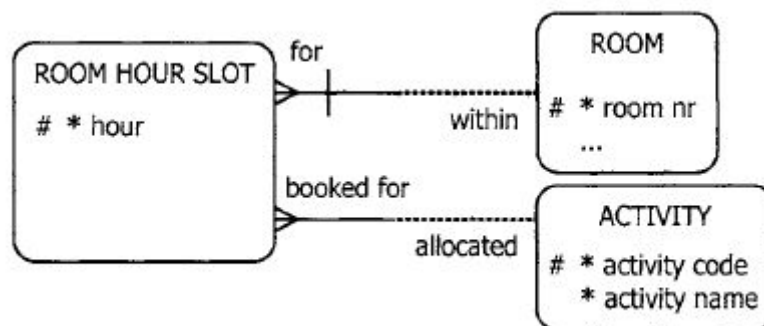 for
ROOM
ROOM HOUR SLOT
# * hour
within
# * room nr
...
booked for
ACTIVITY
allocated
# * activity code
* activity name